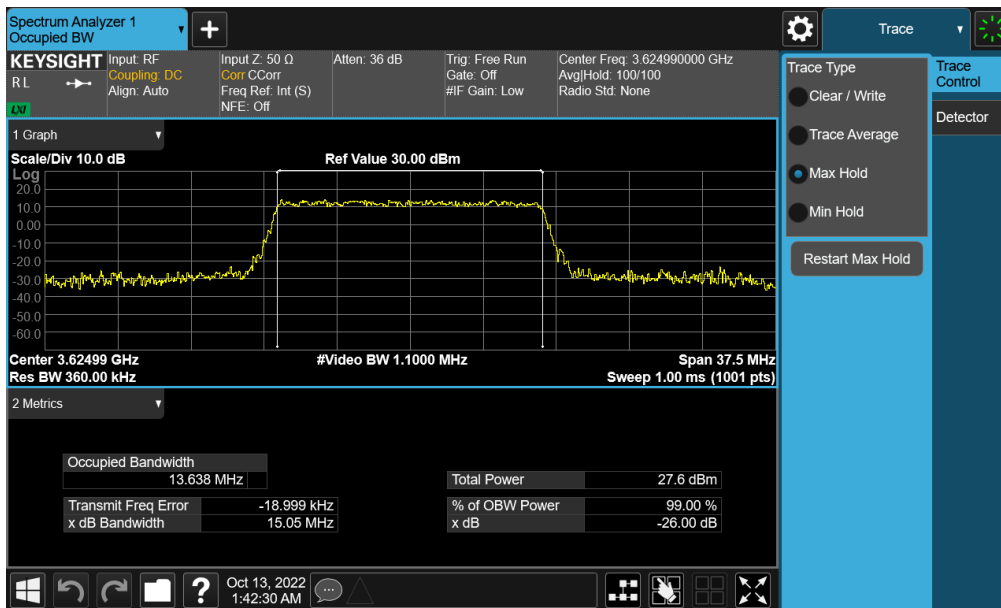 Spectrum Analyzer 1
Occupied BW
Trace
KEYSIGHT
R L
LXI
Input: RF
Coupling: DC
Align: Auto
Input Z: 50 Ω
Corr CCorr
Freq Ref: Int (S)
NFE: Off
Atten: 36 dB
Trig: Free Run
Gate: Off
#IF Gain: Low
Center Freq: 3.624990000 GHz
Avg|Hold: 100/100
Radio Std: None
Trace Type
Clear / Write
Trace Average
Max Hold
Min Hold
Restart Max Hold
Trace
Control
Detector
1 Graph
Scale/Div 10.0 dB
Ref Value 30.00 dBm
Log
20.0
10.0
0.00
-10.0
-20.0
-30.0
-40.0
-50.0
-60.0
Center 3.62499 GHz
#Video BW 1.1000 MHz
Span 37.5 MHz
Res BW 360.00 kHz
Sweep 1.00 ms (1001 pts)
2 Metrics
Occupied Bandwidth
13.638 MHz
Total Power 27.6 dBm
Transmit Freq Error -18.999 kHz
% of OBW Power 99.00 %
x dB Bandwidth 15.05 MHz
x dB -26.00 dB
?
Oct 13, 2022
1:42:30 AM